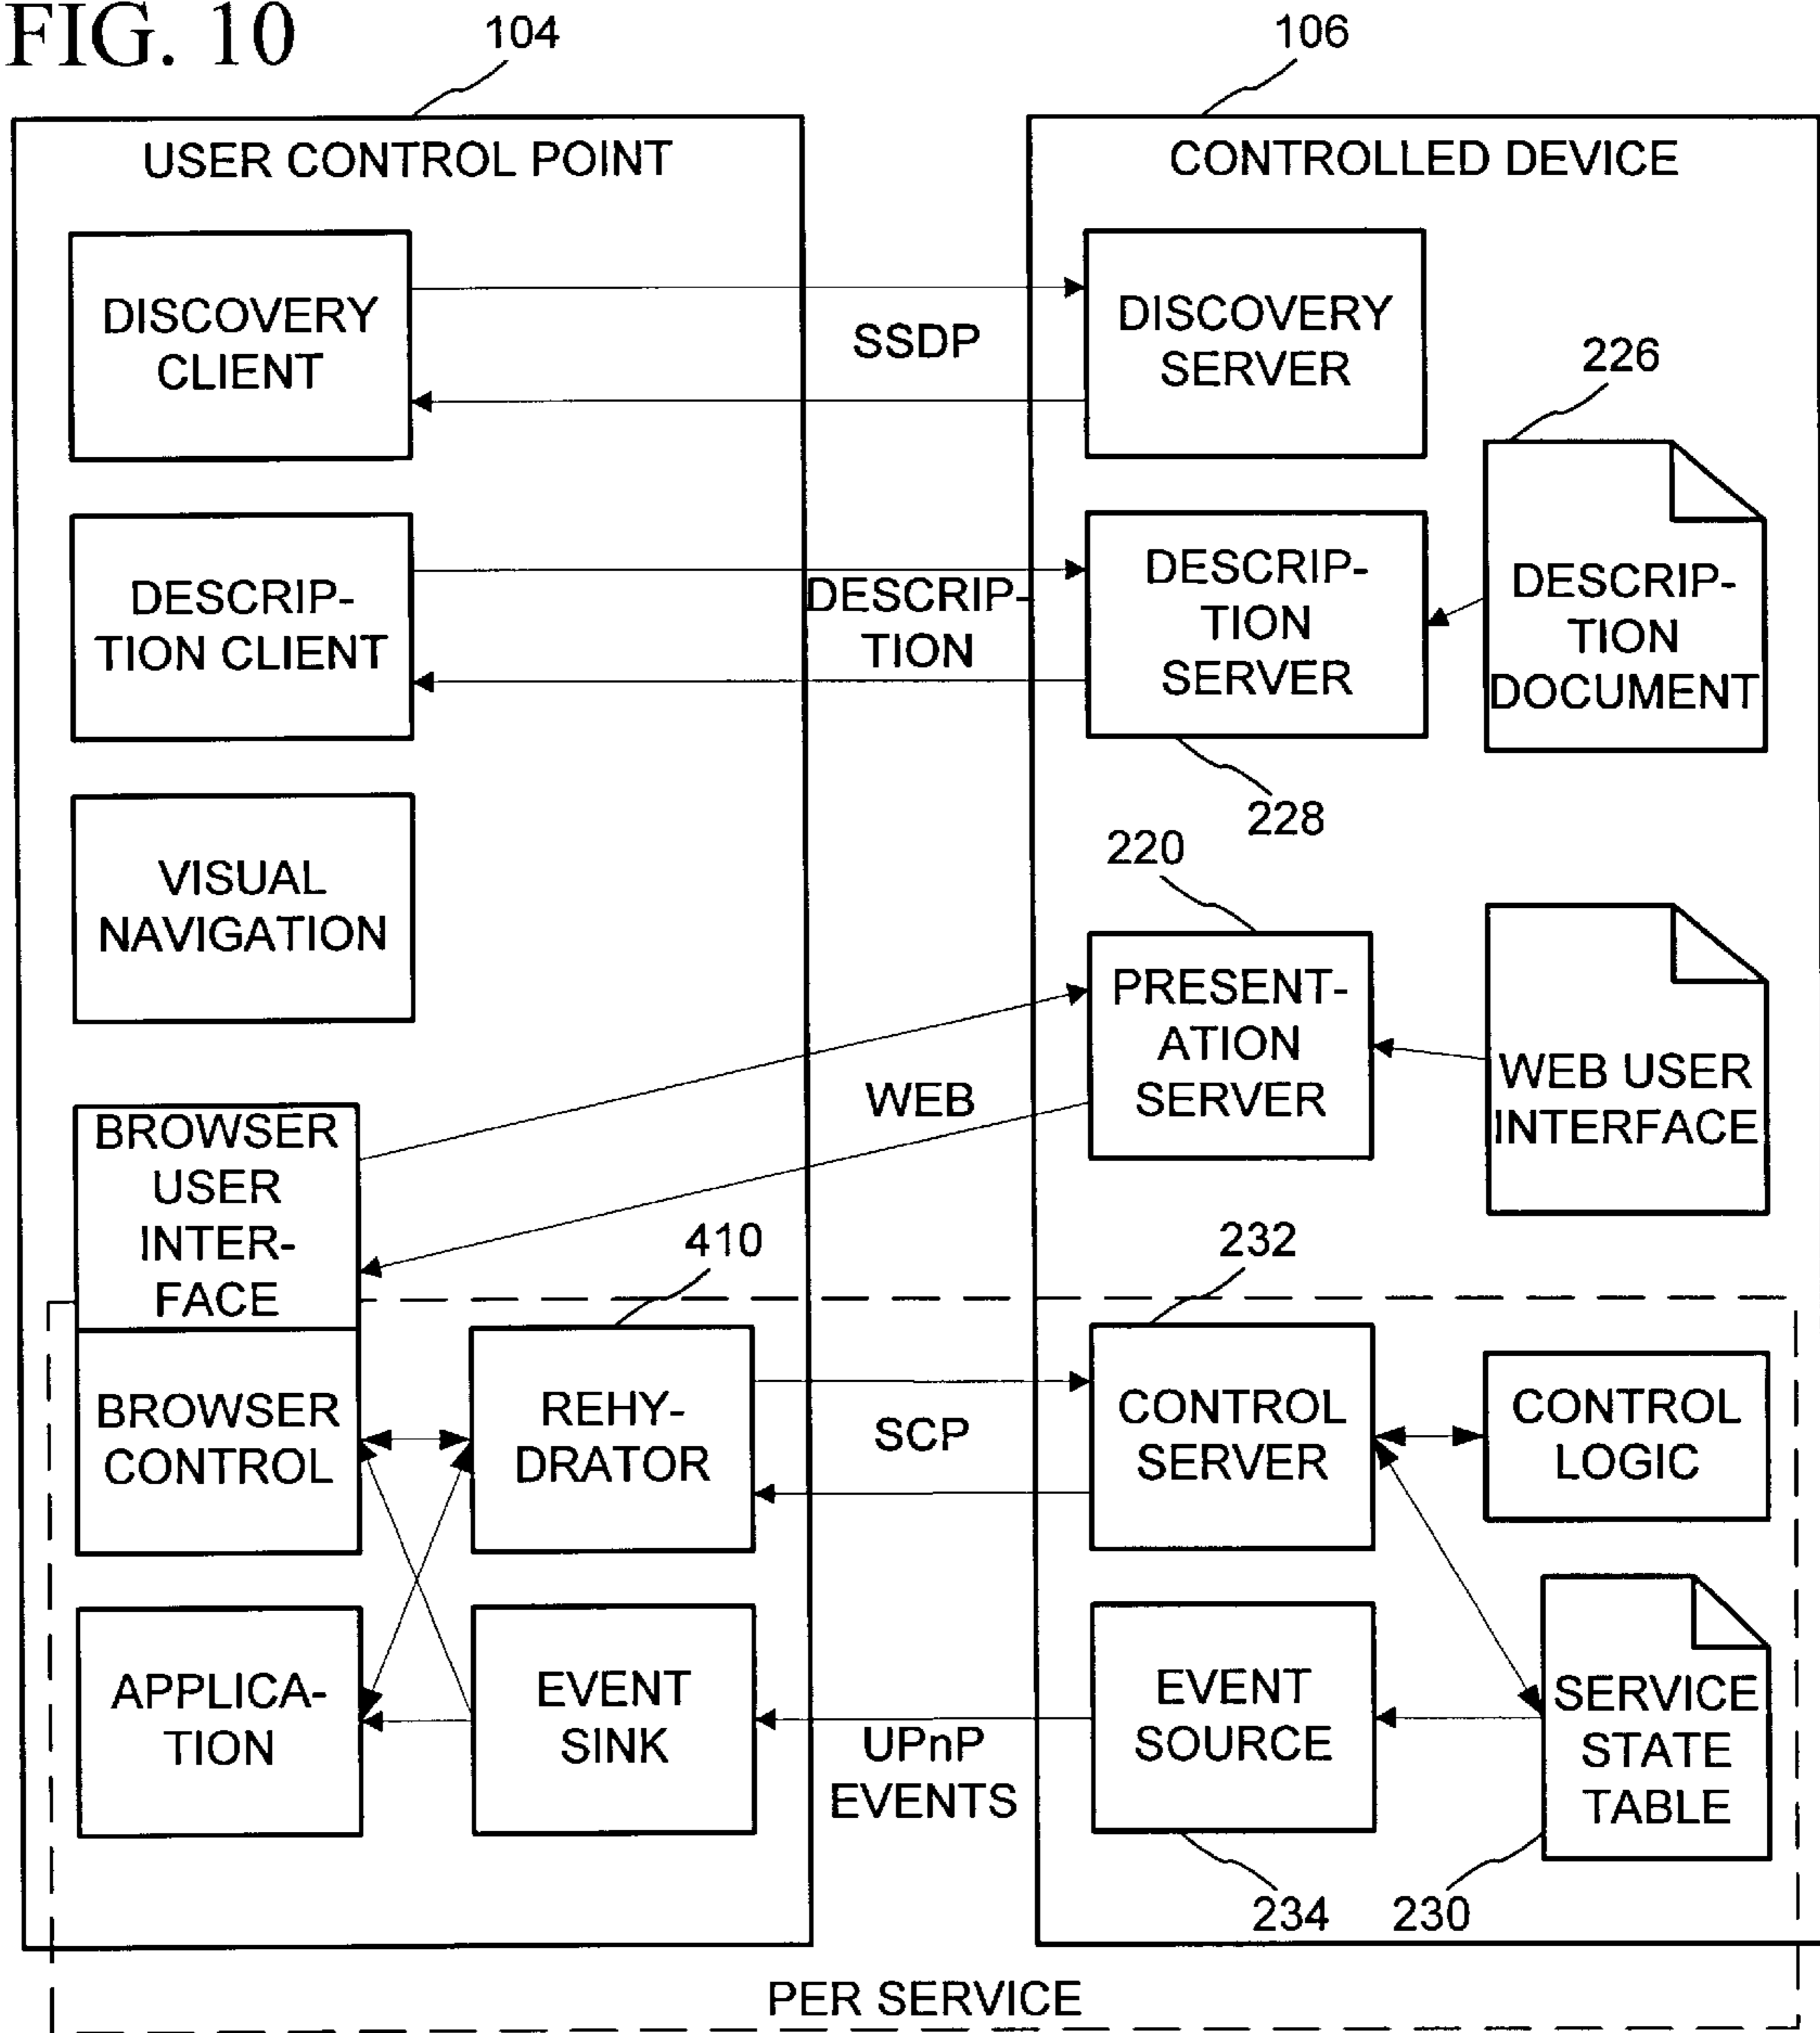 FIG. 10
104
106
USER CONTROL POINT
CONTROLLED DEVICE
DISCOVERY
CLIENT
SSDP
DISCOVERY
SERVER
226
DESCRIP-
TION CLIENT
DESCRIP-
TION
DESCRIP-
TION
SERVER
DESCRIP-
TION
DOCUMENT
228
VISUAL
NAVIGATION
220
PRESENT-
ATION
SERVER
WEB USER
INTERFACE
WEB
BROWSER
USER
INTER-
FACE
410
232
BROWSER
CONTROL
REHY-
DRATOR
SCP
CONTROL
SERVER
CONTROL
LOGIC
APPLICA-
TION
EVENT
SINK
UPnP
EVENTS
EVENT
SOURCE
SERVICE
STATE
TABLE
234
230
PER SERVICE